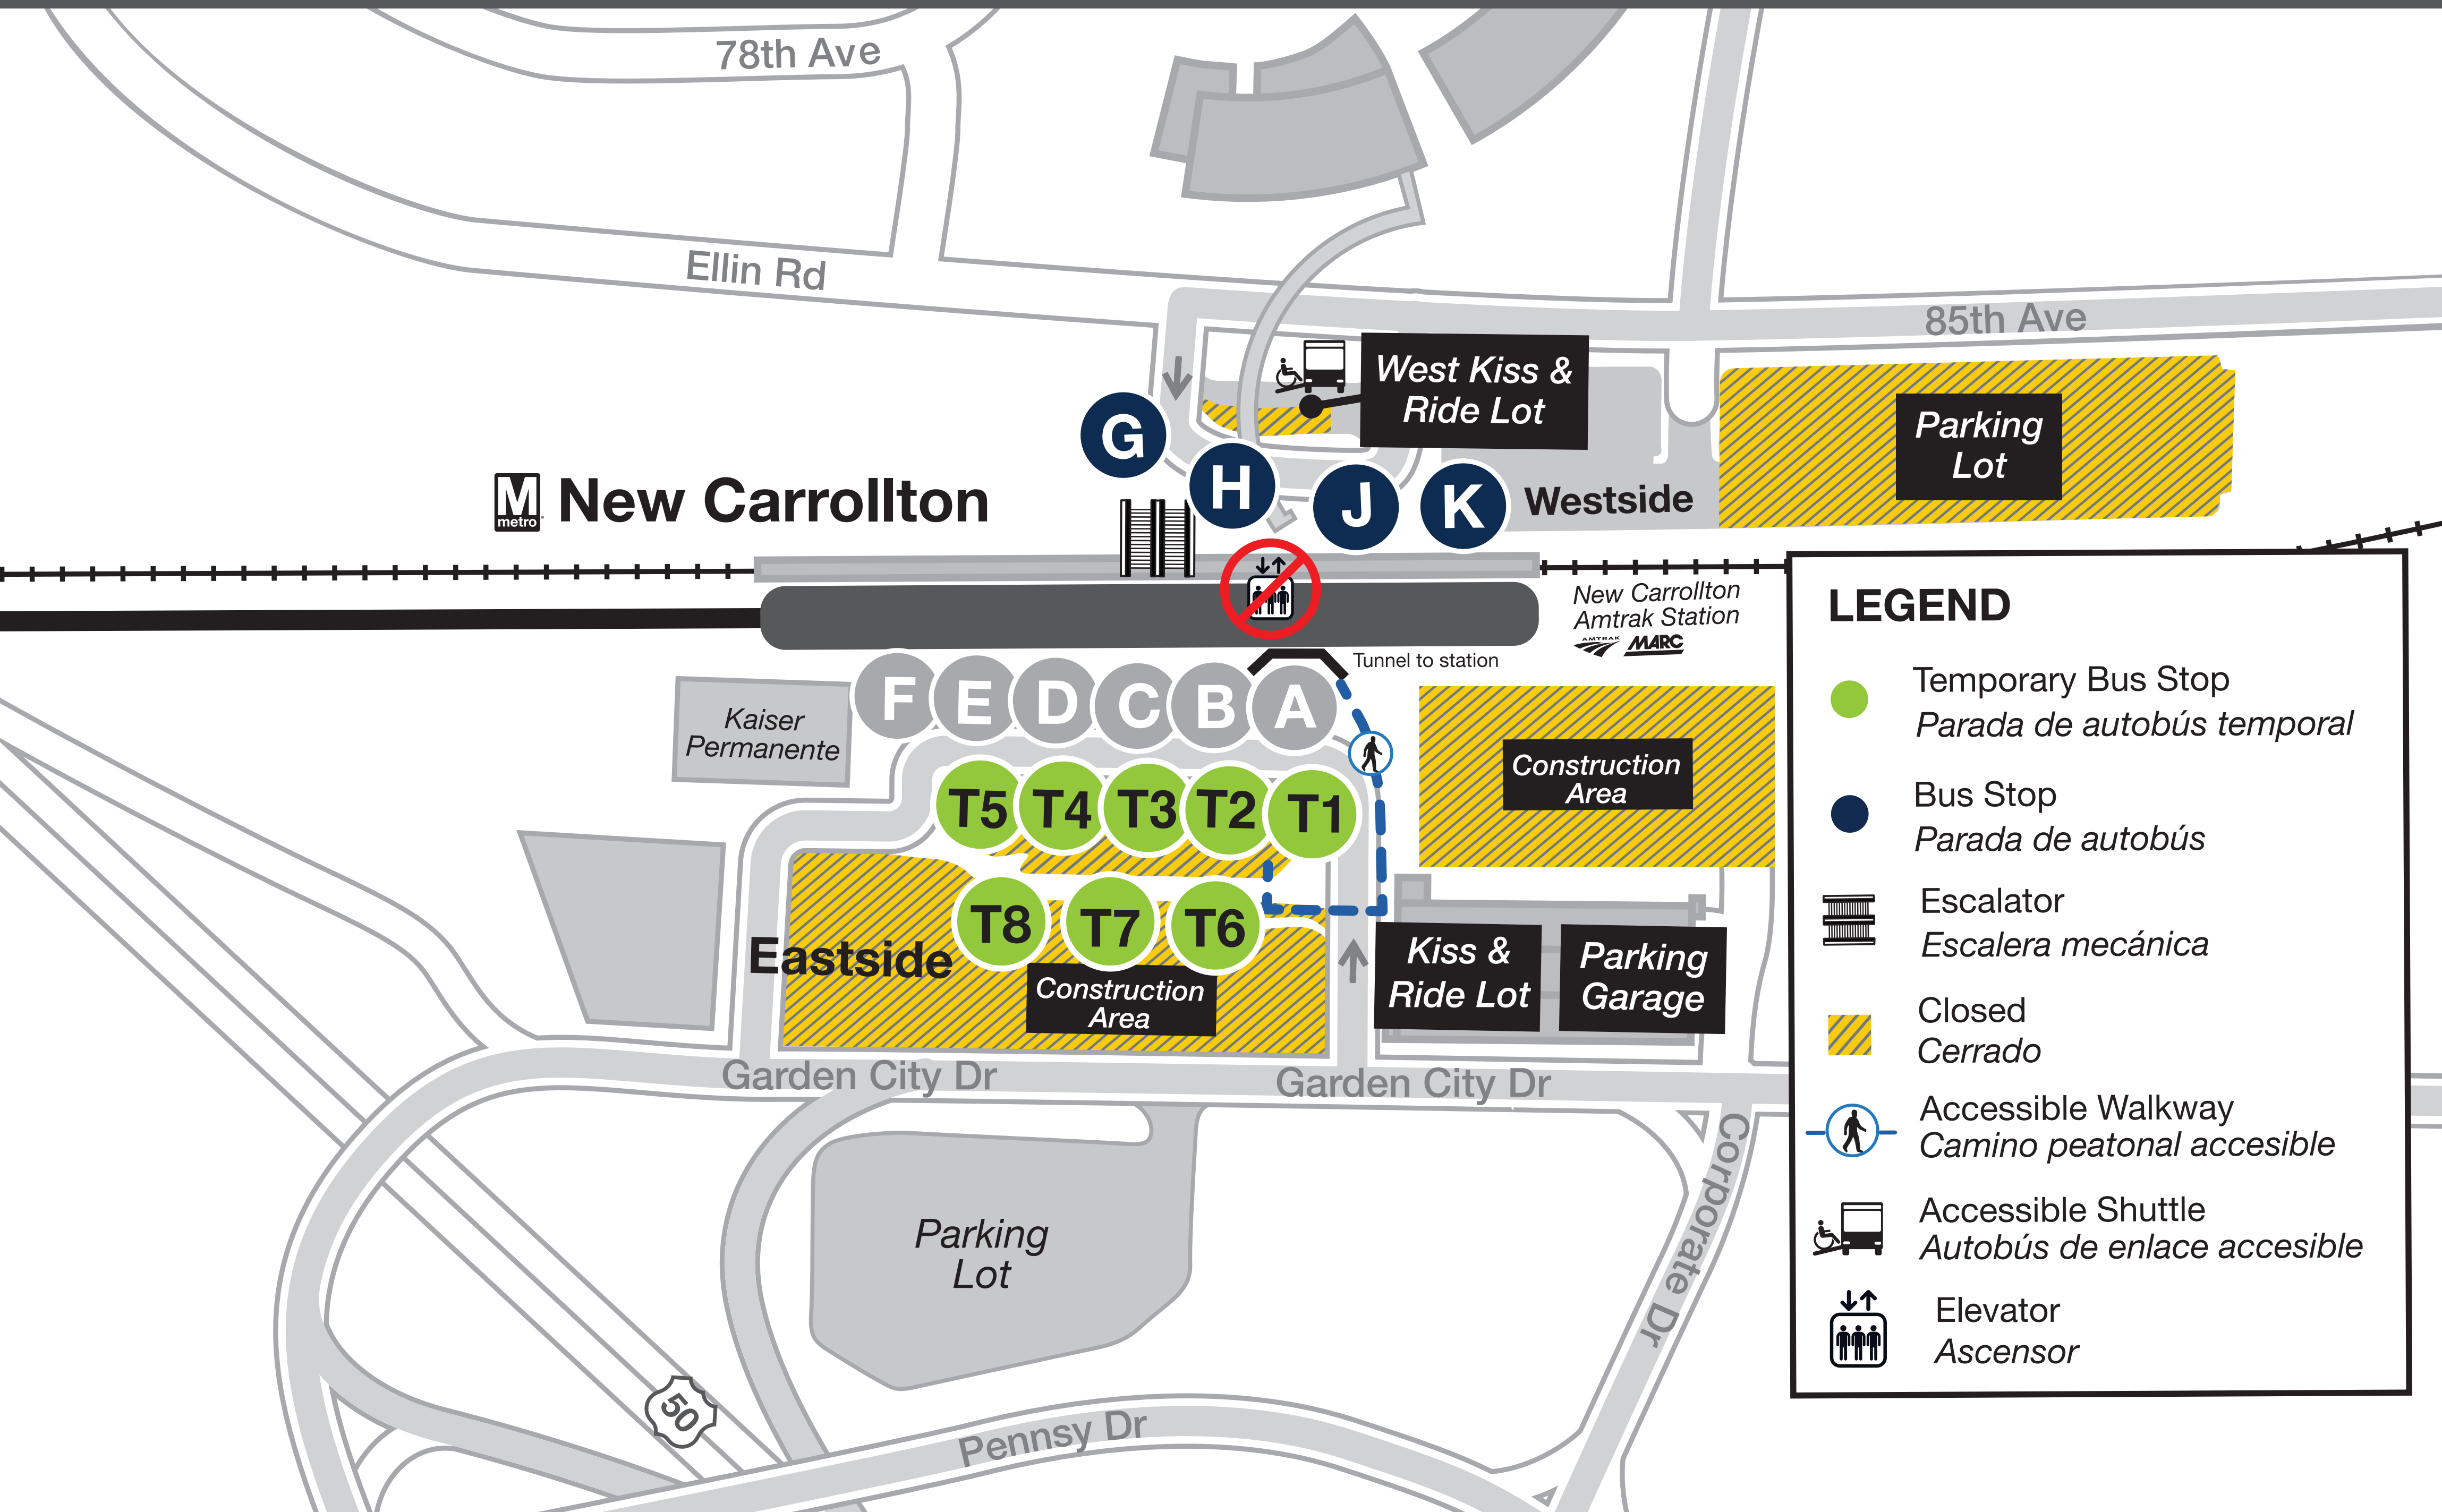 78th Ave
Ellin Rd
85th Ave
West Kiss &
Ride Lot
Parking
Lot
G
H
J
K
Westside
M
metro
New Carrollton
New Carrollton
Amtrak Station
AMTRAK
MARC
Tunnel to station
F
E
D
C
B
A
Kaiser
Permanente
Construction
Area
T5
T4
T3
T2
T1
T8
T7
T6
Eastside
Construction
Area
Kiss &
Ride Lot
Parking
Garage
Garden City Dr
Garden City Dr
Corporate Dr
Parking
Lot
50
Pennsy Dr
LEGEND
Temporary Bus Stop
Parada de autobús temporal
Bus Stop
Parada de autobús
Escalator
Escalera mecánica
Closed
Cerrado
Accessible Walkway
Camino peatonal accesible
Accessible Shuttle
Autobús de enlace accesible
Elevator
Ascensor